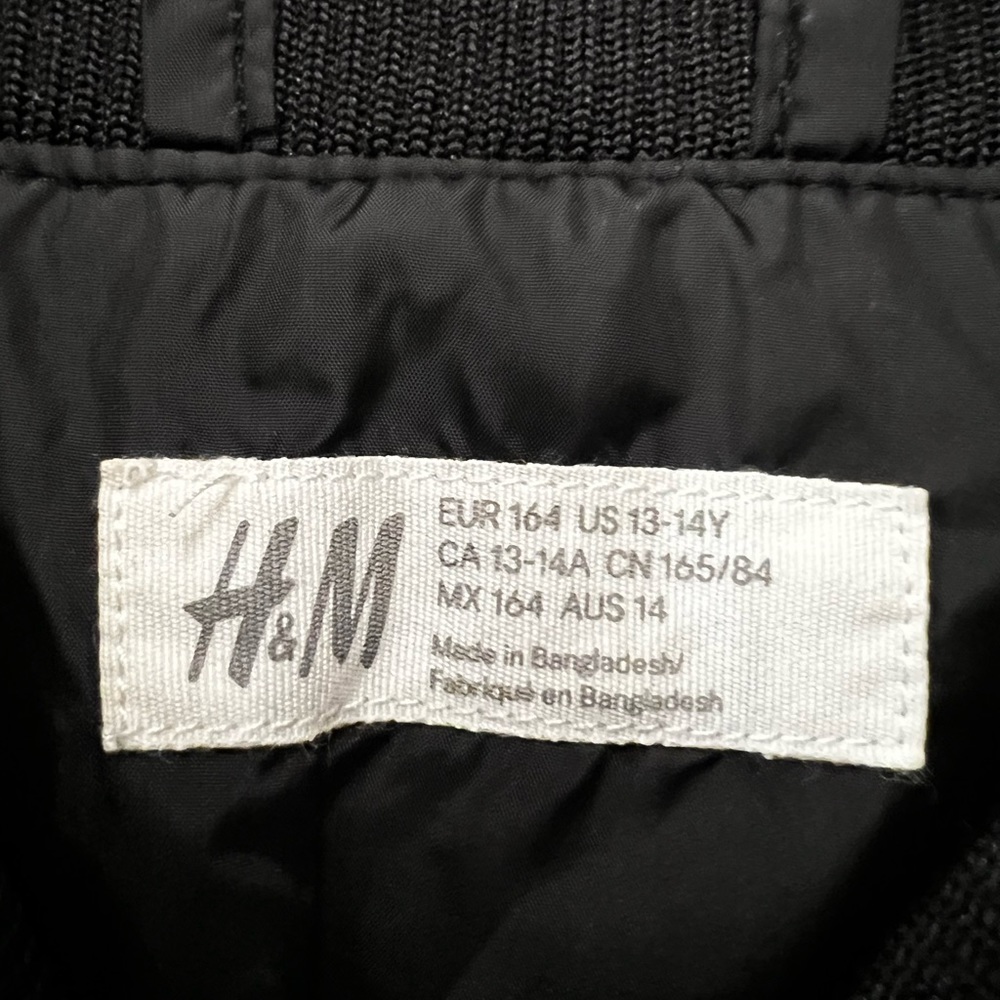 H&M
EUR 164 US 13-14Y
CA 13-14A CN 165/84
MX 164 AUS 14
Made in Bangladesh/
Fabriqué en Bangladesh